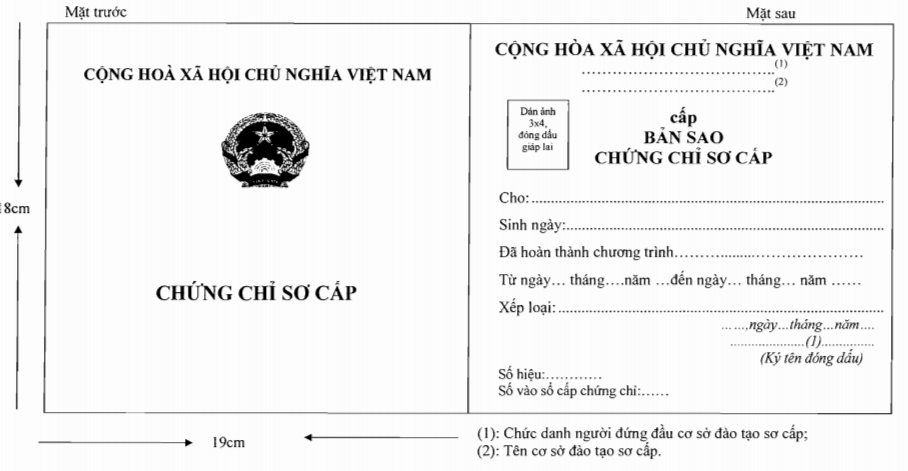 Mặt trước
Mặt sau
CỘNG HOÀ XÃ HỘI CHỦ NGHĨA VIỆT NAM
CHỨNG CHỈ SƠ CẤP
CỘNG HÒA XÃ HỘI CHỦ NGHĨA VIỆT NAM
.......................................(1)
.......................................(2)
Dán ảnh
3x4,
đóng dấu
giáp lai
cấp
BẢN SAO
CHỨNG CHỈ SƠ CẤP
Cho:.....................................................................................
Sinh ngày:.............................................................................
Đã hoàn thành chương trình…………........………………….
Từ ngày… tháng….năm …đến ngày… tháng… năm ……
Xếp loại:...............................................................................
……,ngày…tháng…năm….
......................(1)...............
(Ký tên đóng dấu)
Số hiệu:…………
Số vào sổ cấp chứng chỉ:……
18cm
19cm
(1): Chức danh người đứng đầu cơ sở đào tạo sơ cấp;
(2): Tên cơ sở đào tạo sơ cấp.